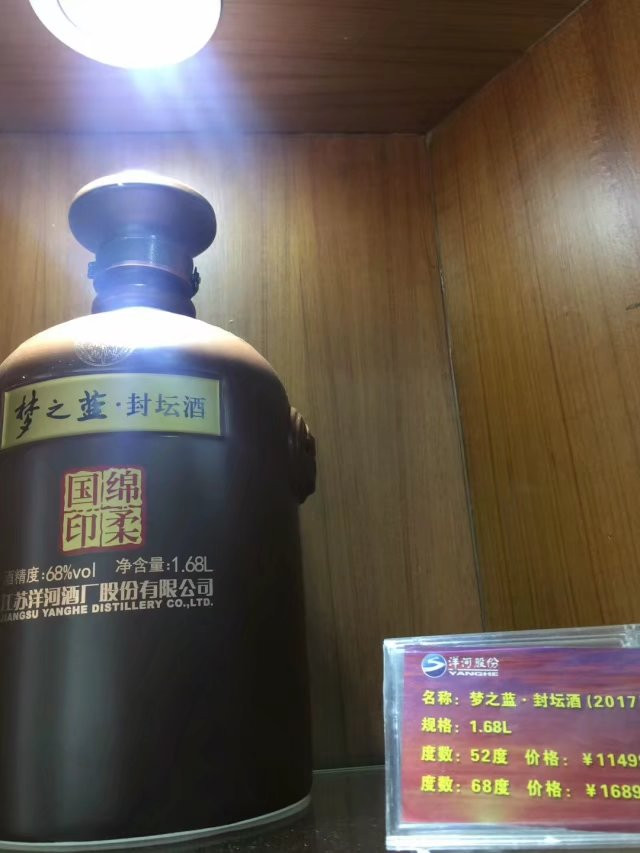 梦之蓝·封坛酒
国绵
印柔
酒精度:68%vol 净含量:1.68L
江苏洋河酒厂股份有限公司
JIANGSU YANGHE DISTILLERY CO.,LTD.
洋河股份
YANGHE
名称: 梦之蓝·封坛酒(2017
规格: 1.68L
度数: 52度 价格: ¥1149
度数: 68度 价格: ¥1689